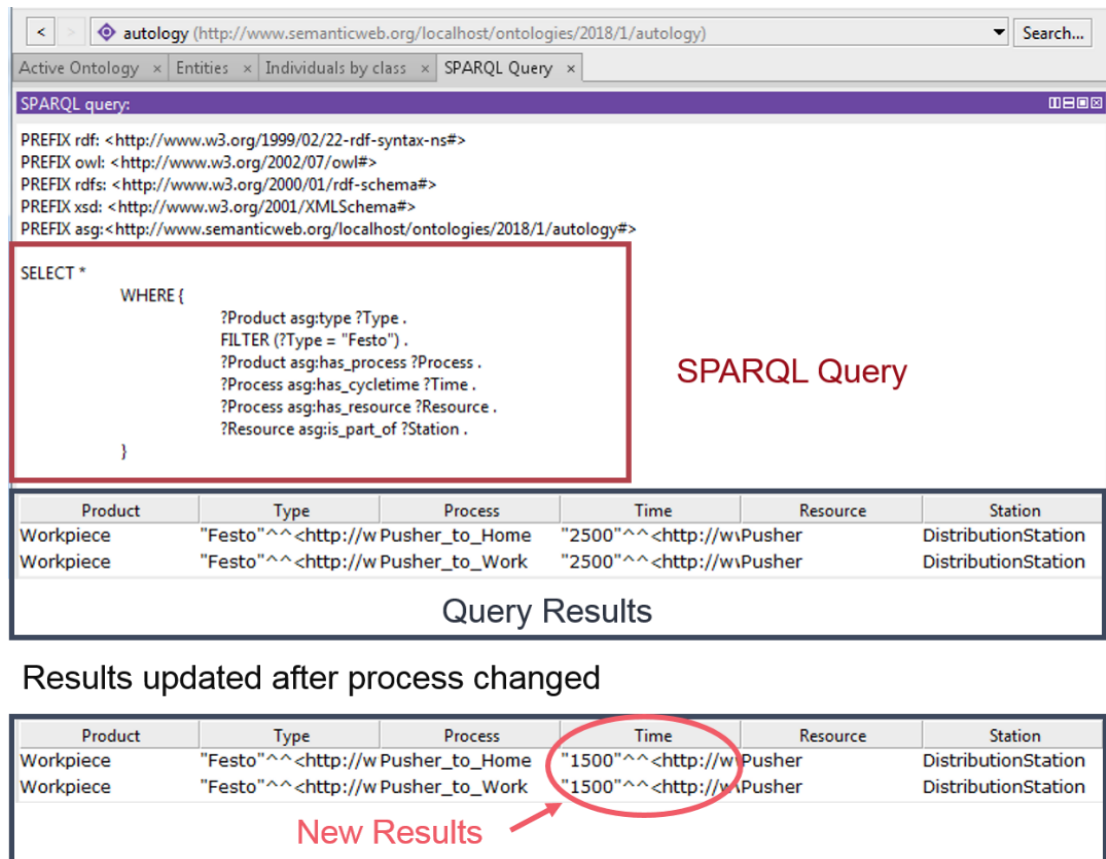 < > autology (http://www.semanticweb.org/localhost/ontologies/2018/1/autology) Search...
Active Ontology × Entities × Individuals by class × SPARQL Query ×
SPARQL query:
PREFIX rdf: <http://www.w3.org/1999/02/22-rdf-syntax-ns#>
PREFIX owl: <http://www.w3.org/2002/07/owl#>
PREFIX rdfs: <http://www.w3.org/2000/01/rdf-schema#>
PREFIX xsd: <http://www.w3.org/2001/XMLSchema#>
PREFIX asg:<http://www.semanticweb.org/localhost/ontologies/2018/1/autology#>
SELECT *
WHERE {
?Product asg:type ?Type .
FILTER (?Type = "Festo") .
?Product asg:has_process ?Process .
?Process asg:has_cycletime ?Time .
?Process asg:has_resource ?Resource .
?Resource asg:is_part_of ?Station .
}
SPARQL Query
Product Type Process Time Resource Station
Workpiece "Festo"^^<http://w Pusher_to_Home "2500"^^<http://w Pusher DistributionStation
Workpiece "Festo"^^<http://w Pusher_to_Work "2500"^^<http://w Pusher DistributionStation
Query Results
Results updated after process changed
Product Type Process Time Resource Station
Workpiece "Festo"^^<http://w Pusher_to_Home "1500"^^<http://w Pusher DistributionStation
Workpiece "Festo"^^<http://w Pusher_to_Work "1500"^^<http://w Pusher DistributionStation
New Results